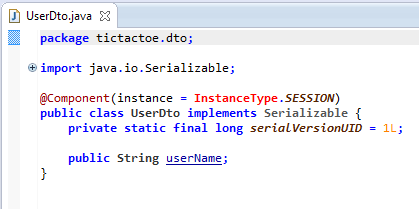 UserDto.java
package tictactoe.dto;
import java.io.Serializable;
@Component(instance = InstanceType.SESSION)
public class UserDto implements Serializable {
private static final long serialVersionUID = 1L;
public String userName;
}